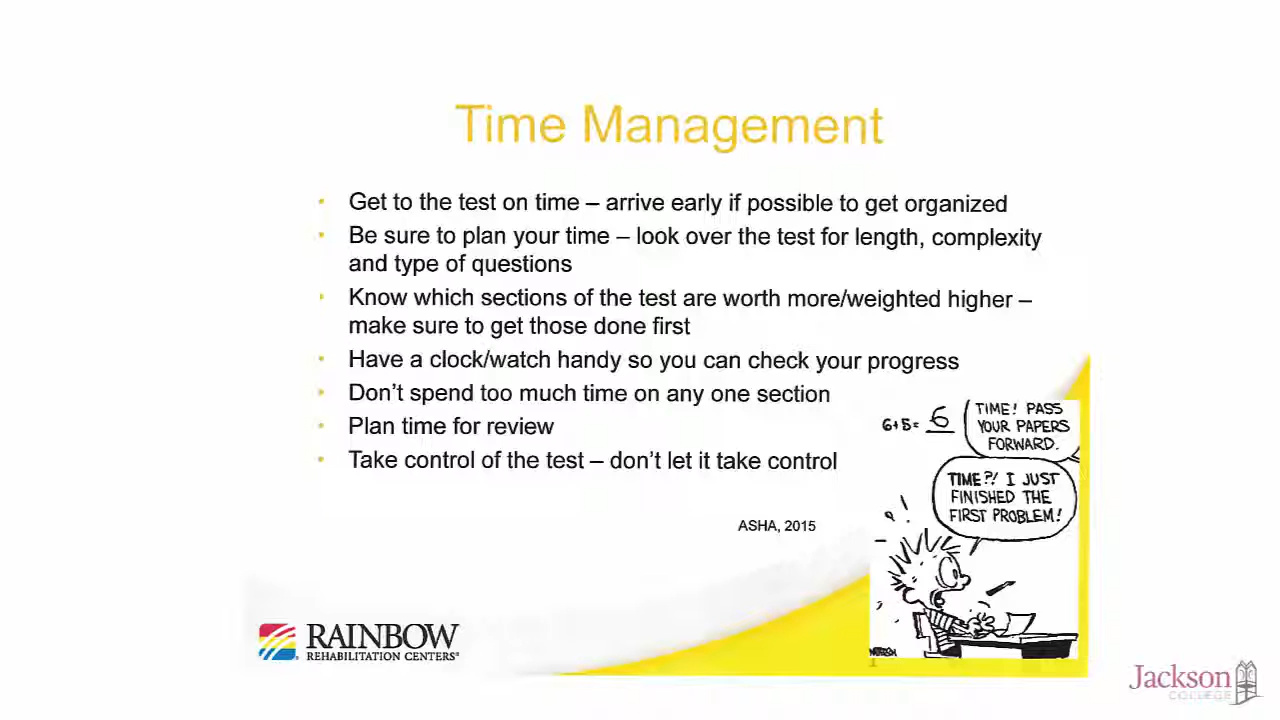 Time Management
• Get to the test on time – arrive early if possible to get organized
• Be sure to plan your time – look over the test for length, complexity
and type of questions
• Know which sections of the test are worth more/weighted higher –
make sure to get those done first
• Have a clock/watch handy so you can check your progress
• Don't spend too much time on any one section
• Plan time for review
• Take control of the test – don't let it take control
ASHA, 2015
6+5= 6
TIME! PASS
YOUR PAPERS
FORWARD.
TIME?! I JUST
FINISHED THE
FIRST PROBLEM!
RAINBOW
REHABILITATION CENTERS
Jackson
COLLEGE